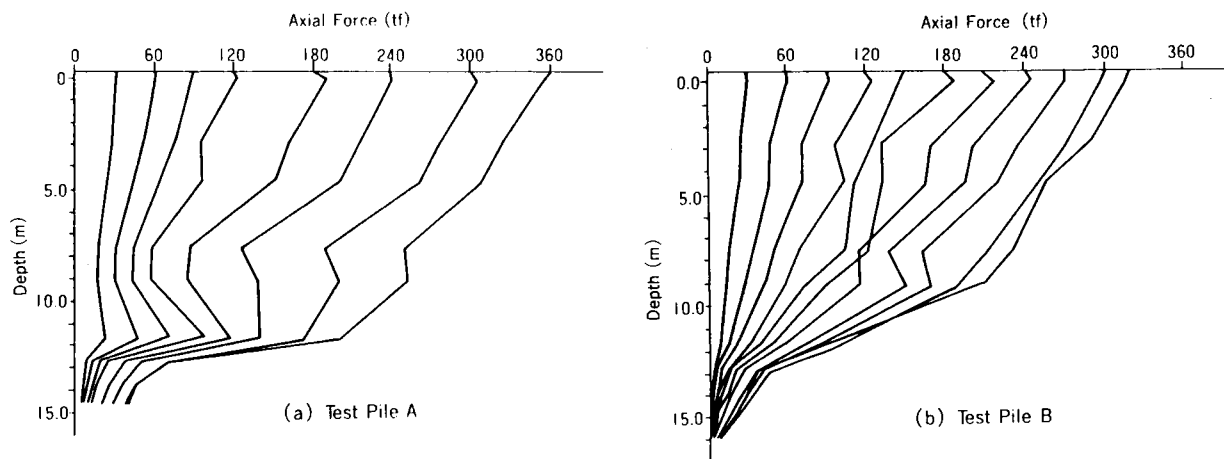 Axial Force (tf)
0 60 120 180 240 300 360
0
5.0
10.0
15.0
Depth (m)
(a) Test Pile A
Axial Force (tf)
0 60 120 180 240 300 360
0.0
5.0
10.0
15.0
Depth (m)
(b) Test Pile B